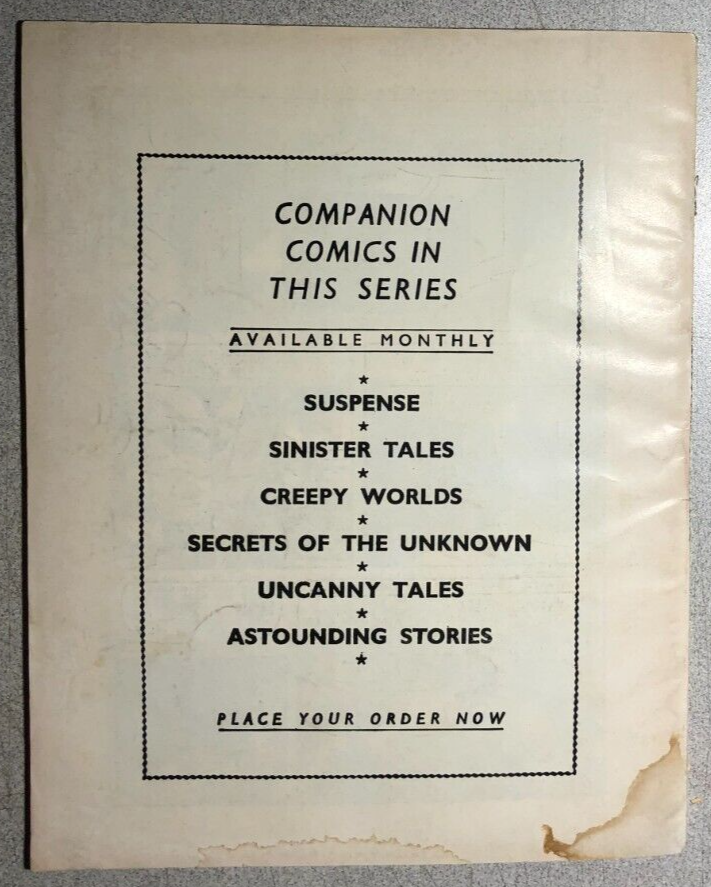 COMPANION
COMICS IN
THIS SERIES
AVAILABLE MONTHLY
★
SUSPENSE
★
SINISTER TALES
★
CREEPY WORLDS
★
SECRETS OF THE UNKNOWN
★
UNCANNY TALES
★
ASTOUNDING STORIES
★
PLACE YOUR ORDER NOW